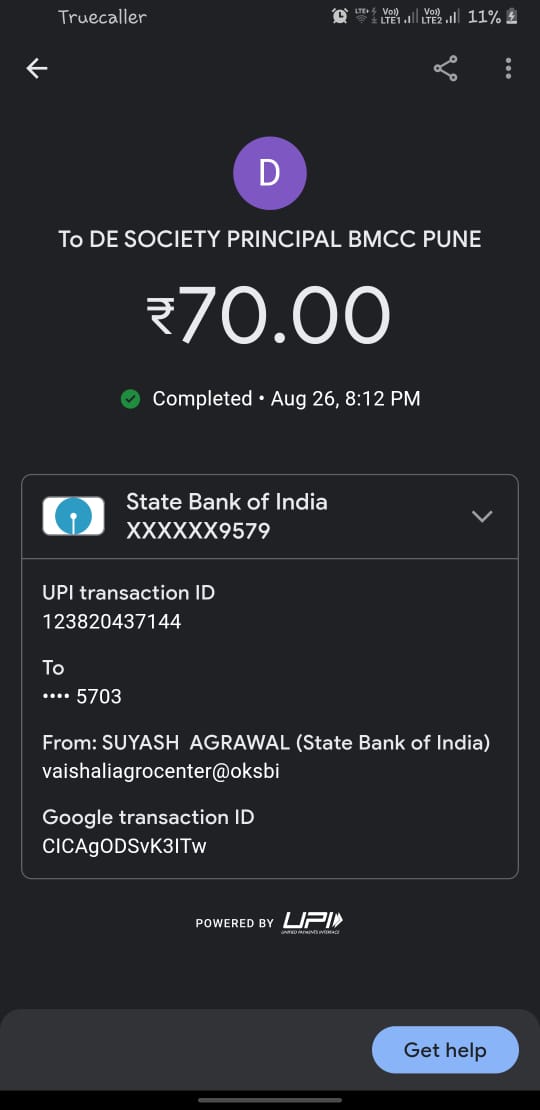 Truecaller
LTE+ Vo) LTE1 Vo) LTE2 11%
D
To DE SOCIETY PRINCIPAL BMCC PUNE
₹70.00
Completed • Aug 26, 8:12 PM
State Bank of India
XXXXXX9579
UPI transaction ID
123820437144
To
•••• 5703
From: SUYASH AGRAWAL (State Bank of India)
vaishaliagrocenter@oksbi
Google transaction ID
CICAgODSvK3ITw
POWERED BY UPI
UNIFIED PAYMENTS INTERFACE
Get help